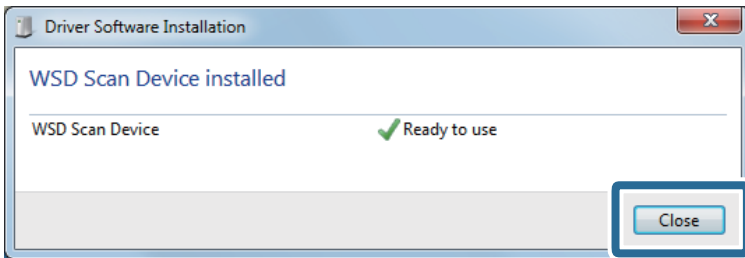 Driver Software Installation
WSD Scan Device installed
WSD Scan Device Ready to use
Close